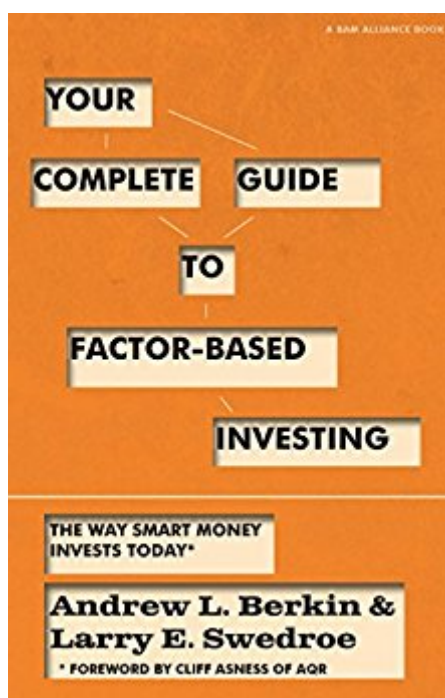 A BAM ALLIANCE BOOK
YOUR
COMPLETE GUIDE
TO
FACTOR-BASED
INVESTING
THE WAY SMART MONEY
INVESTS TODAY*
Andrew L. Berkin &
Larry E. Swedroe
* FOREWORD BY CLIFF ASNESS OF AQR